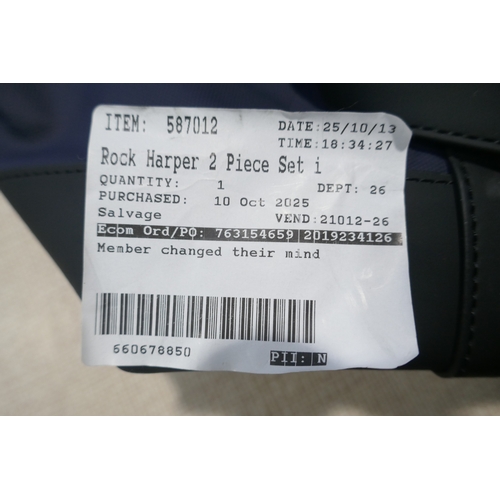 ITEM: 587012 DATE:25/10/13
TIME:18:34:27
Rock Harper 2 Piece Set i
QUANTITY: 1 DEPT: 26
PURCHASED: 10 Oct 2025
Salvage VEND:21012-26
Ecom Ord/PO: 763154659 2019234126
Member changed their mind
660678850 PII: N